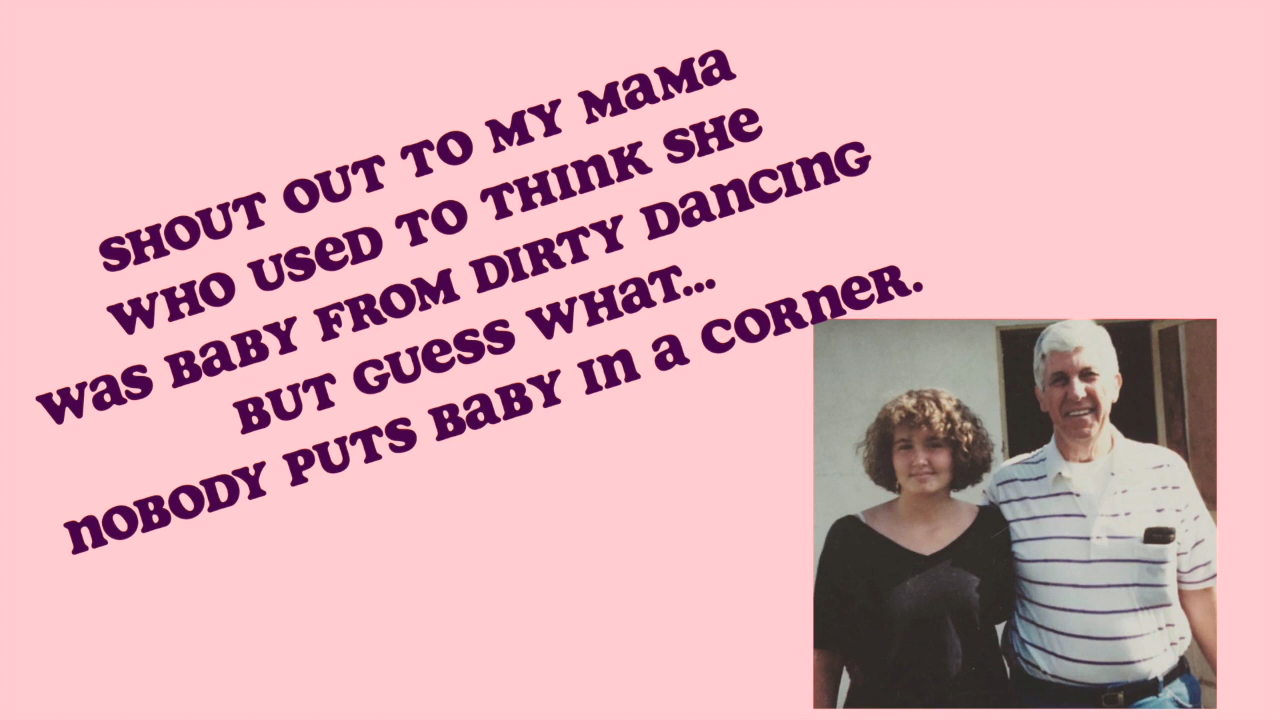 SHOUT OUT TO MY MAMA
WHO USED TO THINK SHE
WAS BABY FROM DIRTY DANCING
BUT GUESS WHAT...
NOBODY PUTS BABY IN A CORNER.